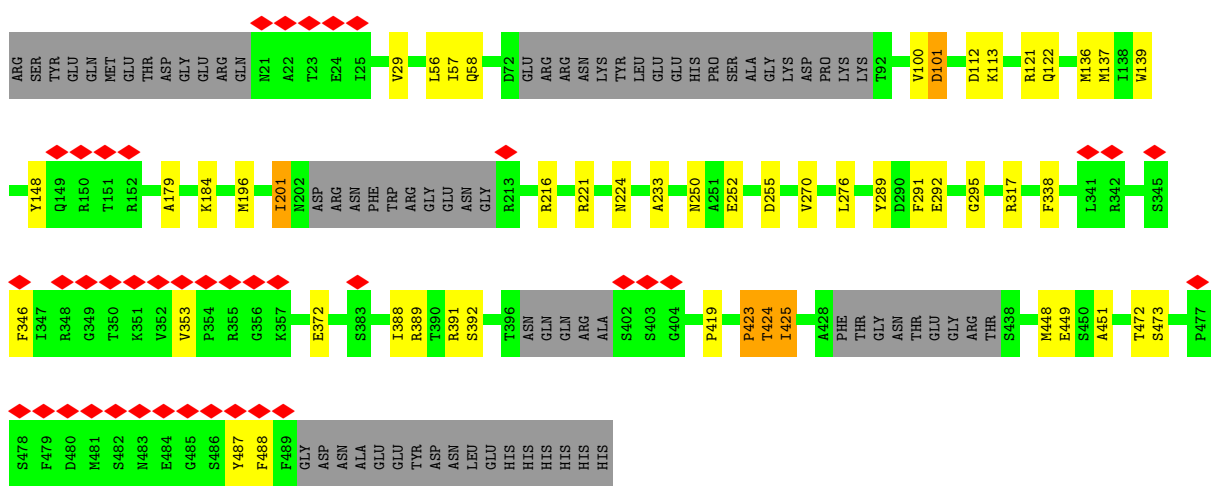 ARG SER TYR GLU GLN MET GLU THR ASP GLY GLU ARG GLN N21 A22 T23 E24 I25 V29 L56 I57 Q58 D72 GLU ARG ARG ASN LYS TYR LEU GLU GLU HIS PRO SER ALA GLY LYS ASP PRO LYS LYS T92 V100 D101 D112 K113 R121 Q122 M136 M137 I138 W139
Y148 Q149 R150 T151 R152 A179 K184 M196 I201 N202 ASP ARG ASN PHE TRP ARG GLY GLU ASN GLY R213 R216 R221 N224 A233 N250 A251 E252 D255 V270 L276 Y289 D290 F291 E292 G295 R317 F338 L341 R342 S345
F346 I347 R348 G349 T350 K351 V352 V353 P354 R355 G356 K357 E372 S383 I388 R389 T390 R391 S392 T396 ASN GLN GLN ARG ALA S402 S403 G404 P419 P423 T424 I425 A428 PHE THR GLY ASN THR GLU GLY ARG THR S438 M448 E449 S450 A451 T472 S473 P477
S478 F479 D480 M481 S482 N483 E484 G485 S486 Y487 F488 F489 GLY ASP ASN ALA GLU GLU TYR ASP ASN LEU GLU HIS HIS HIS HIS HIS HIS